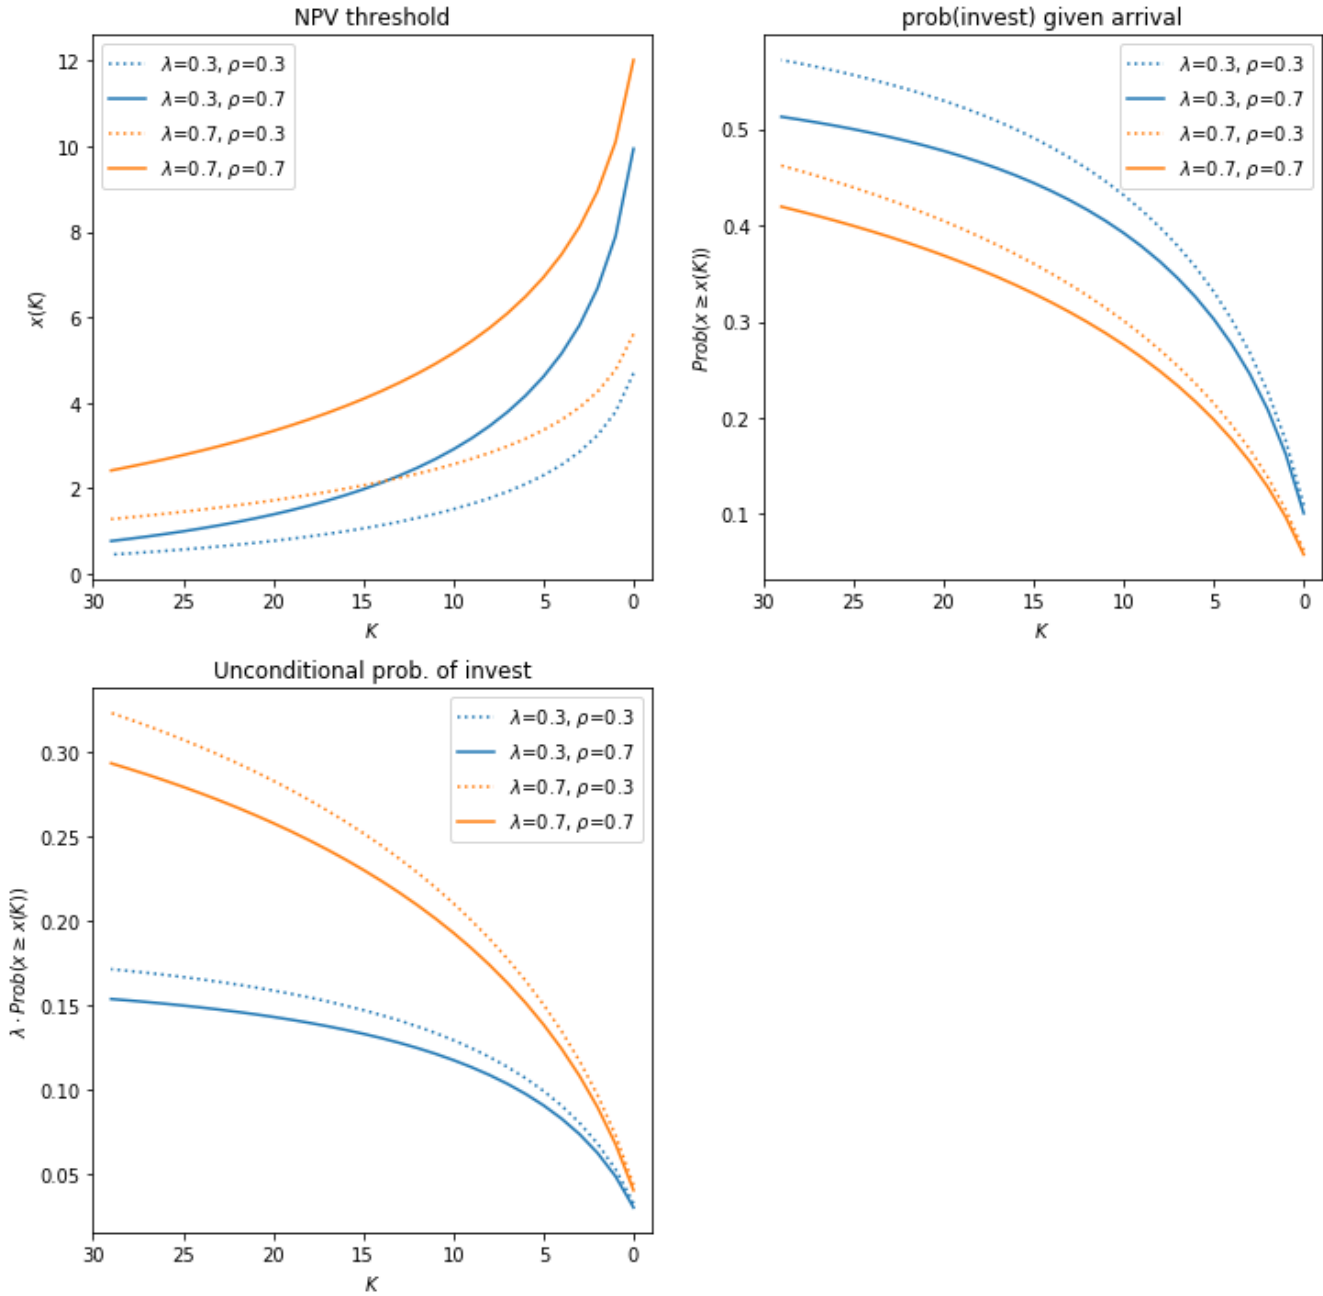 NPV threshold
λ=0.3, ρ=0.3
λ=0.3, ρ=0.7
λ=0.7, ρ=0.3
λ=0.7, ρ=0.7
x(K)
12
10
8
6
4
2
0
30 25 20 15 10 5 0
K
prob(invest) given arrival
λ=0.3, ρ=0.3
λ=0.3, ρ=0.7
λ=0.7, ρ=0.3
λ=0.7, ρ=0.7
Prob(x ≥ x(K))
0.5
0.4
0.3
0.2
0.1
30 25 20 15 10 5 0
K
Unconditional prob. of invest
λ=0.3, ρ=0.3
λ=0.3, ρ=0.7
λ=0.7, ρ=0.3
λ=0.7, ρ=0.7
λ · Prob(x ≥ x(K))
0.30
0.25
0.20
0.15
0.10
0.05
30 25 20 15 10 5 0
K